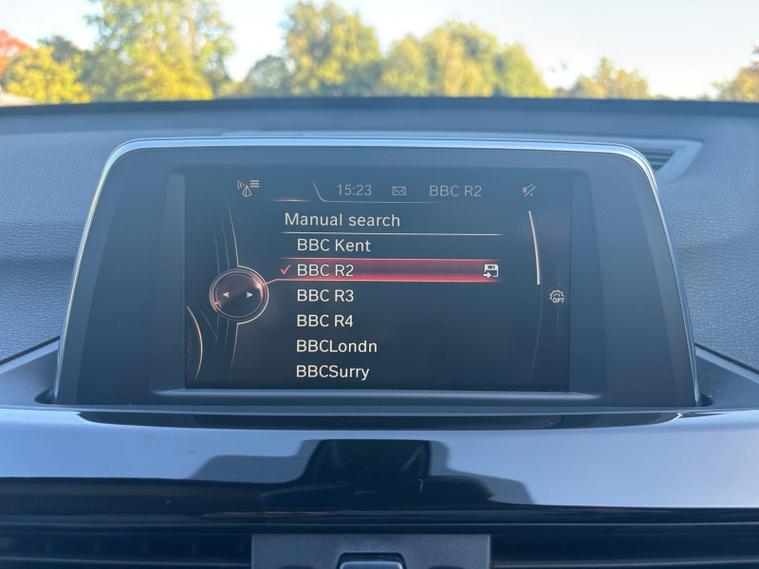 15:23 BBC R2
Manual search
BBC Kent
BBC R2
BBC R3
OPT
BBC R4
BBCLondn
BBCSurry